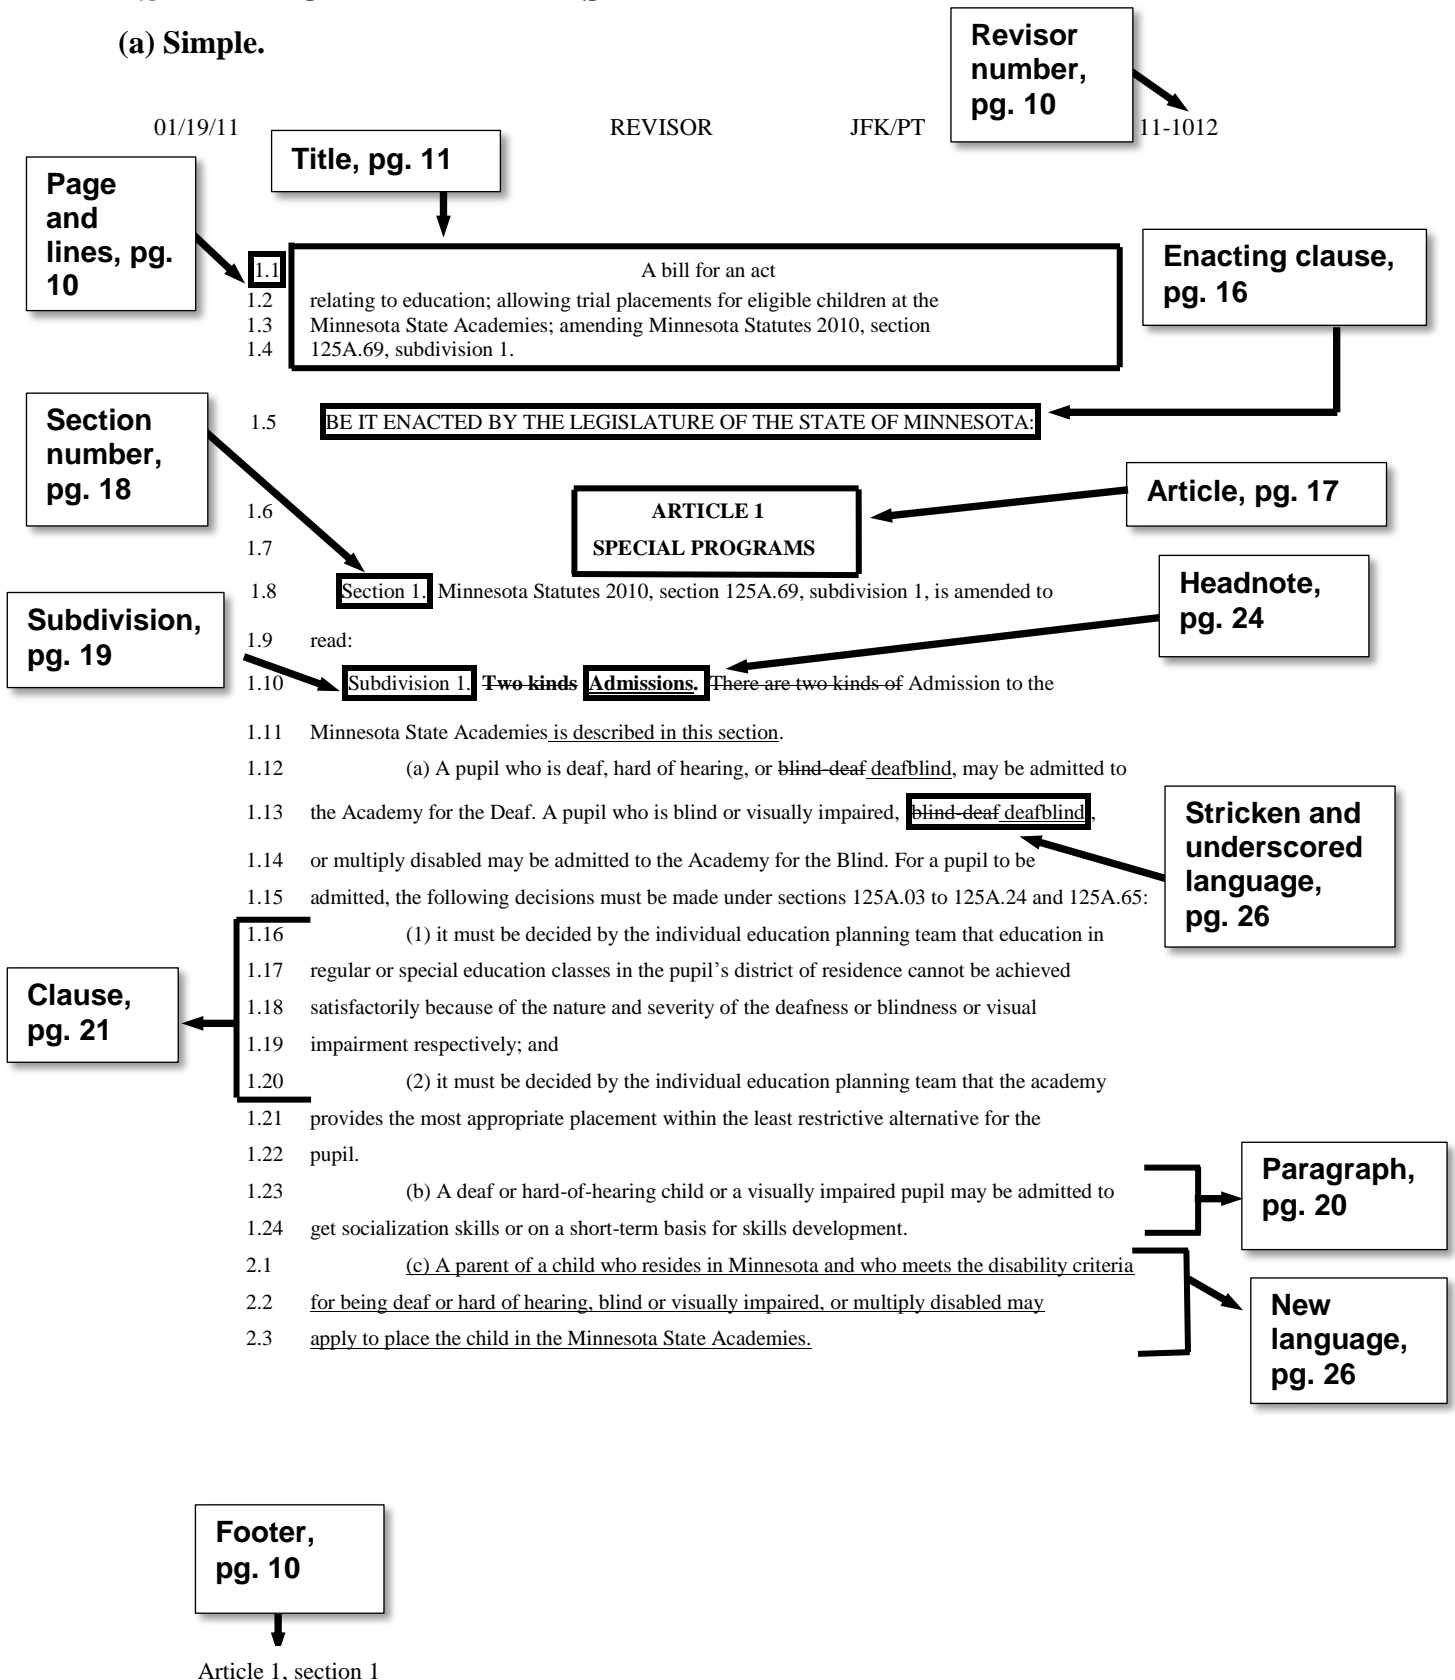 (a) Simple.
Revisor
number,
pg. 10
01/19/11 REVISOR JFK/PT 11-1012
Title, pg. 11
Page
and
lines, pg.
10
Enacting clause,
pg. 16
1.1 A bill for an act
1.2 relating to education; allowing trial placements for eligible children at the
1.3 Minnesota State Academies; amending Minnesota Statutes 2010, section
1.4 125A.69, subdivision 1.
Section
number,
pg. 18
1.5 BE IT ENACTED BY THE LEGISLATURE OF THE STATE OF MINNESOTA:
Article, pg. 17
1.6 ARTICLE 1
1.7 SPECIAL PROGRAMS
Headnote,
pg. 24
1.8 Section 1. Minnesota Statutes 2010, section 125A.69, subdivision 1, is amended to
Subdivision,
pg. 19
1.9 read:
1.10 Subdivision 1. Two kinds Admissions. There are two kinds of Admission to the
1.11 Minnesota State Academies is described in this section.
1.12 (a) A pupil who is deaf, hard of hearing, or blind-deaf deafblind, may be admitted to
1.13 the Academy for the Deaf. A pupil who is blind or visually impaired, blind-deaf deafblind,
Stricken and
underscored
language,
pg. 26
1.14 or multiply disabled may be admitted to the Academy for the Blind. For a pupil to be
1.15 admitted, the following decisions must be made under sections 125A.03 to 125A.24 and 125A.65:
1.16 (1) it must be decided by the individual education planning team that education in
1.17 regular or special education classes in the pupil's district of residence cannot be achieved
Clause,
pg. 21
1.18 satisfactorily because of the nature and severity of the deafness or blindness or visual
1.19 impairment respectively; and
1.20 (2) it must be decided by the individual education planning team that the academy
1.21 provides the most appropriate placement within the least restrictive alternative for the
1.22 pupil.
Paragraph,
pg. 20
1.23 (b) A deaf or hard-of-hearing child or a visually impaired pupil may be admitted to
1.24 get socialization skills or on a short-term basis for skills development.
2.1 (c) A parent of a child who resides in Minnesota and who meets the disability criteria
2.2 for being deaf or hard of hearing, blind or visually impaired, or multiply disabled may
2.3 apply to place the child in the Minnesota State Academies.
New
language,
pg. 26
Footer,
pg. 10
Article 1, section 1